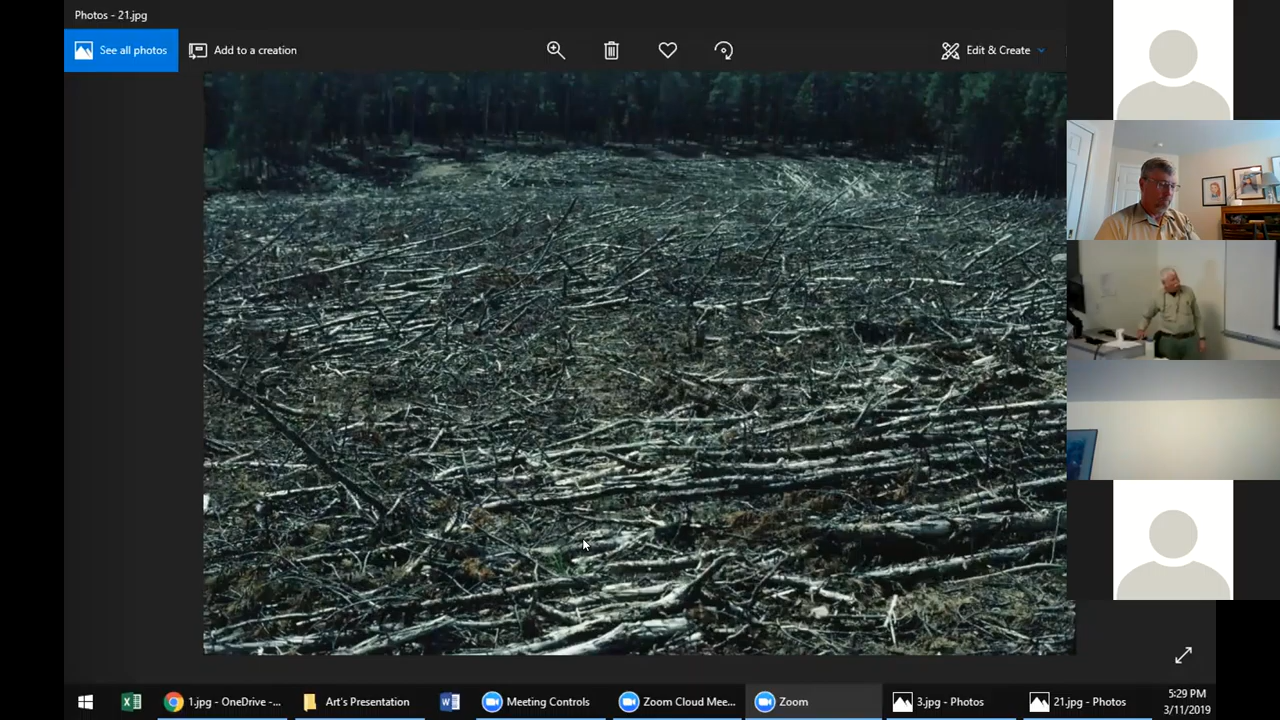 Photos - 21.jpg
See all photos
Add to a creation
Edit & Create
1.jpg - OneDrive -...
Art's Presentation
Meeting Controls
Zoom Cloud Mee...
Zoom
3.jpg - Photos
21.jpg - Photos
5:29 PM
3/11/2019